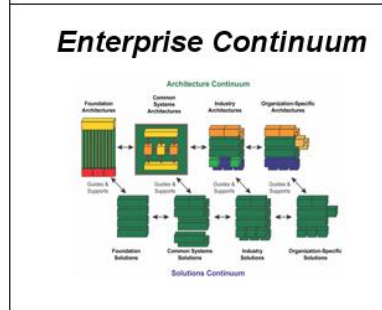 Enterprise Continuum
Architecture Continuum
Foundation
Architectures
Common
Systems
Architectures
Industry
Architectures
Organization-Specific
Architectures
Guides &
Supports
Guides &
Supports
Guides &
Supports
Guides &
Supports
Foundation
Solutions
Common Systems
Solutions
Industry
Solutions
Organization-Specific
Solutions
Solutions Continuum